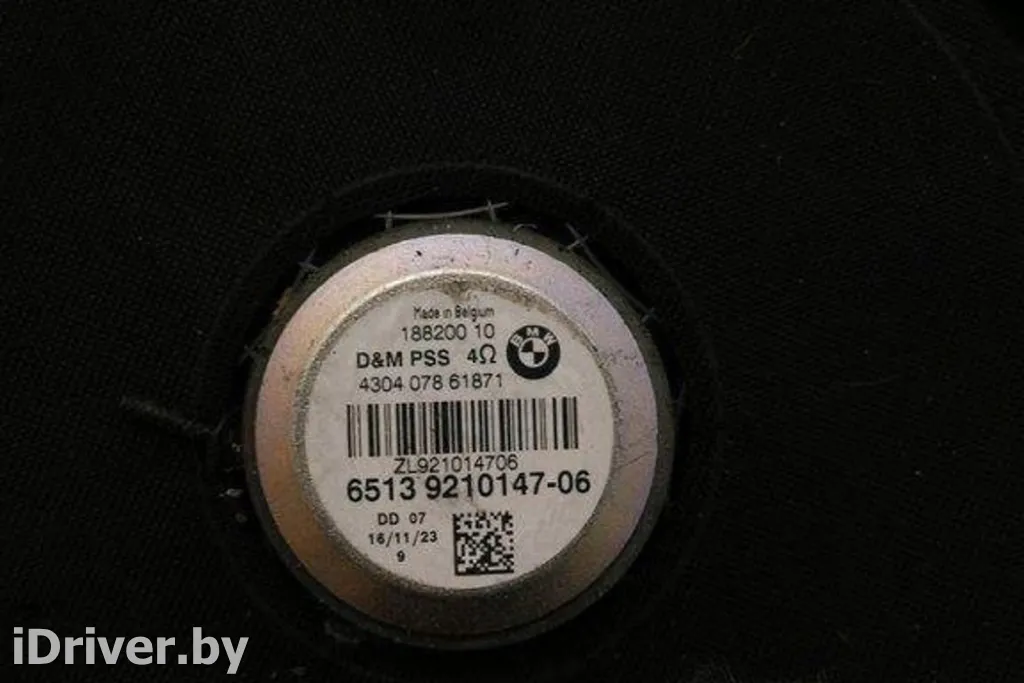 Made in Belgium
188200 10
D&M PSS 4Ω
BMW
4304 078 61871
ZL921014706
6513 9210147-06
DD 07
16/11/23
9
iDriver.by